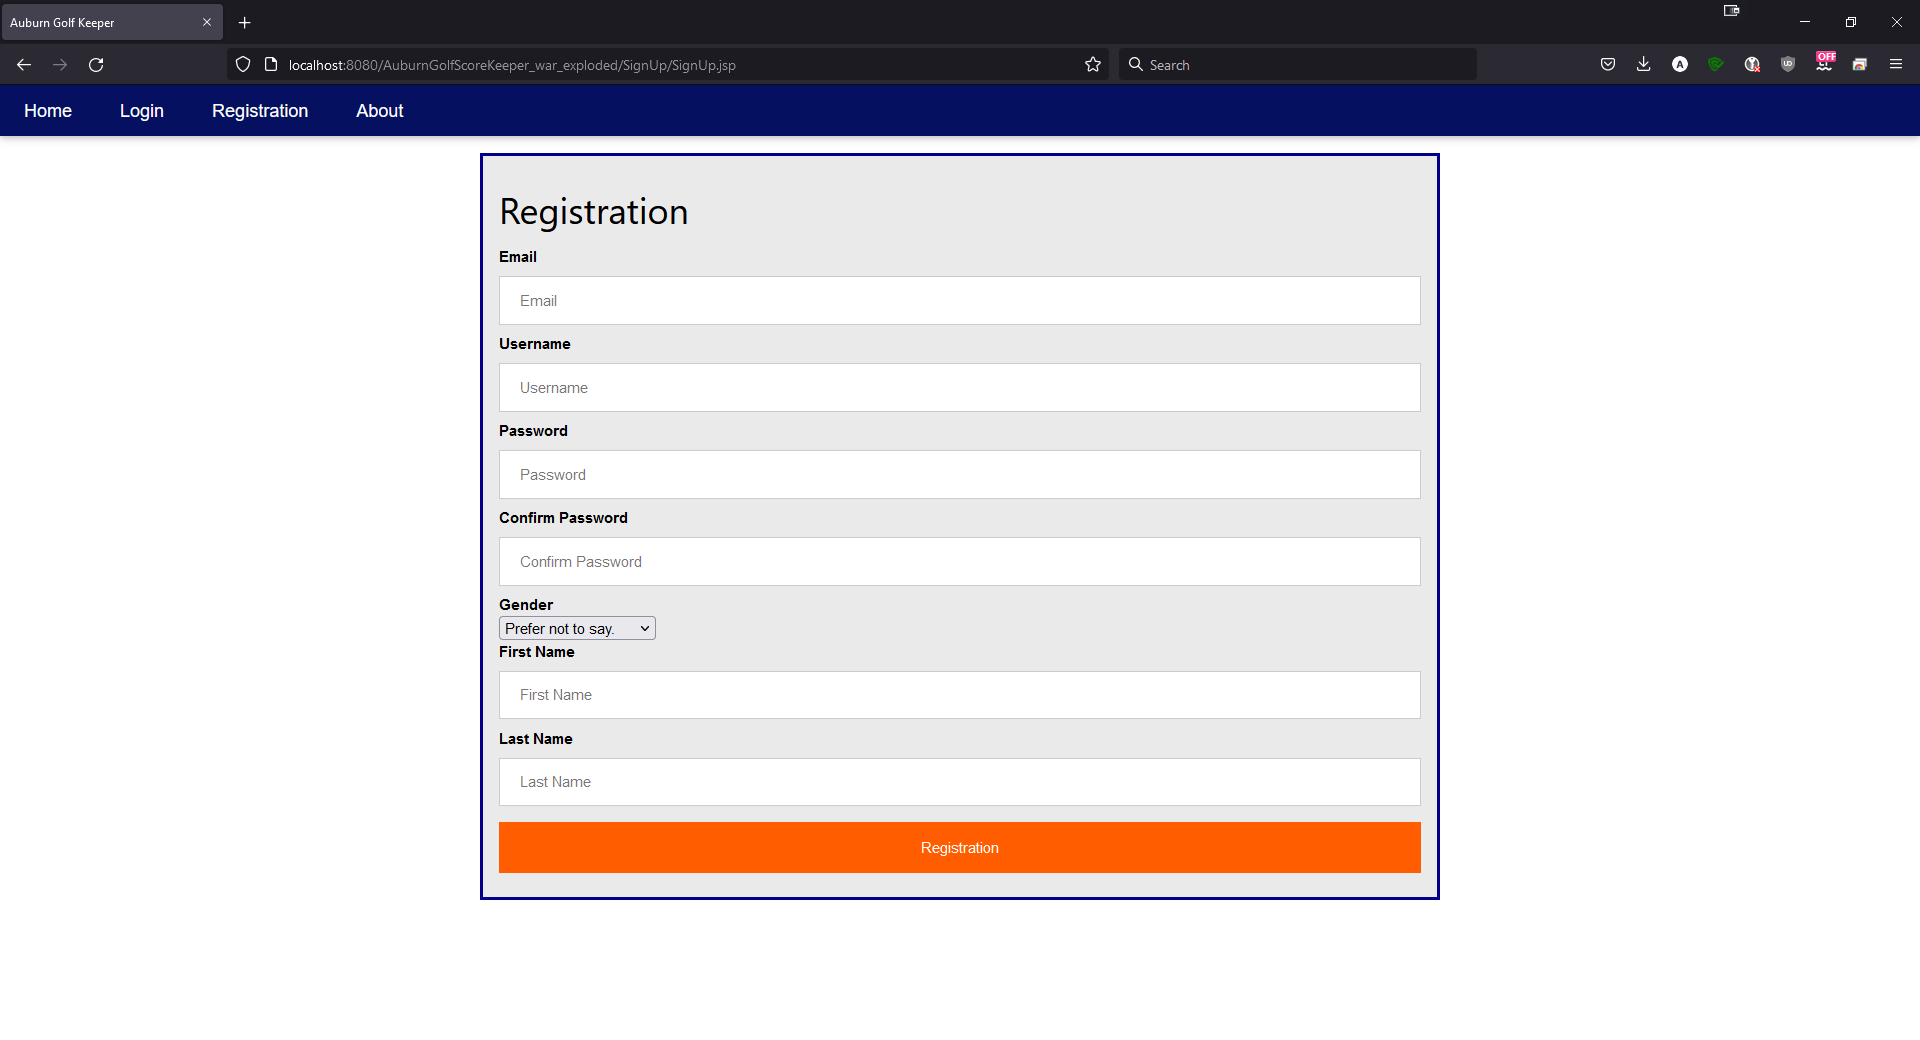 Auburn Golf Keeper
localhost:8080/AuburnGolfScoreKeeper_war_exploded/SignUp/SignUp.jsp
Search
A
UD
OFF
Home
Login
Registration
About
Registration
Email
Email
Username
Username
Password
Password
Confirm Password
Confirm Password
Gender
Prefer not to say.
First Name
First Name
Last Name
Last Name
Registration